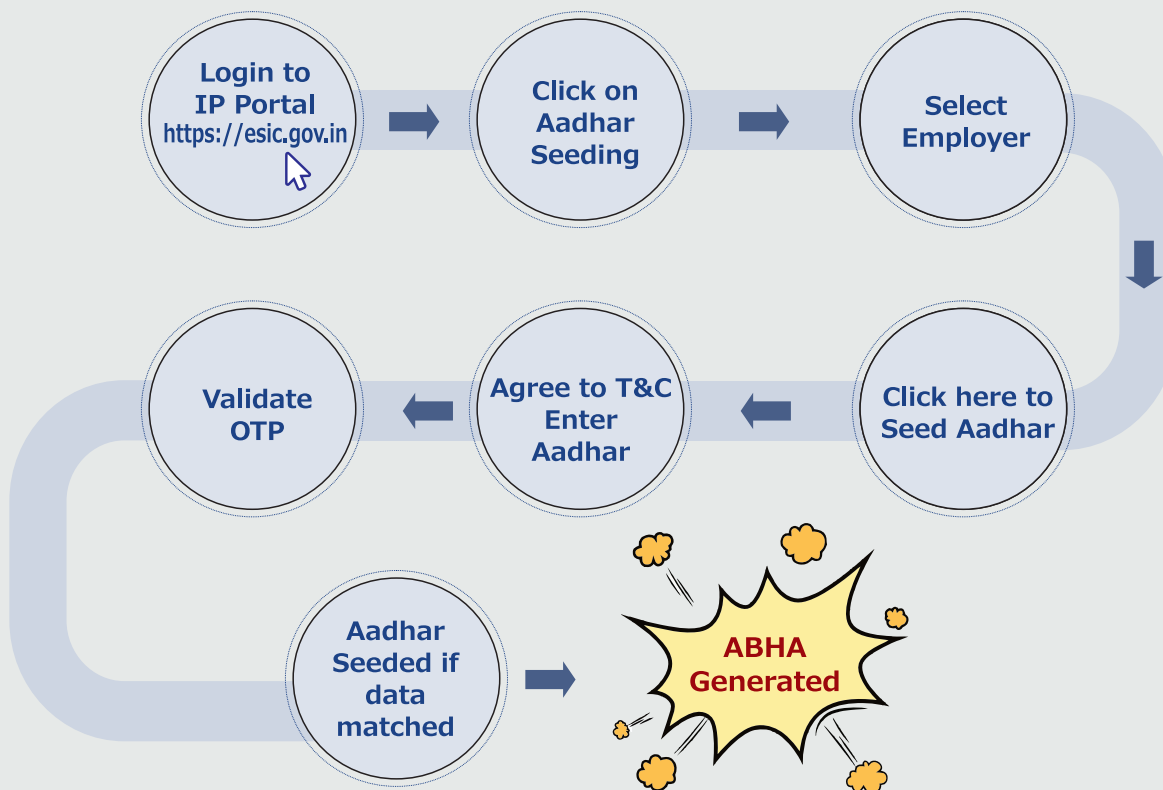 Login to
IP Portal
https://esic.gov.in
Click on
Aadhar
Seeding
Select
Employer
Click here to
Seed Aadhar
Agree to T&C
Enter
Aadhar
Validate
OTP
Aadhar
Seeded if
data
matched
ABHA
Generated